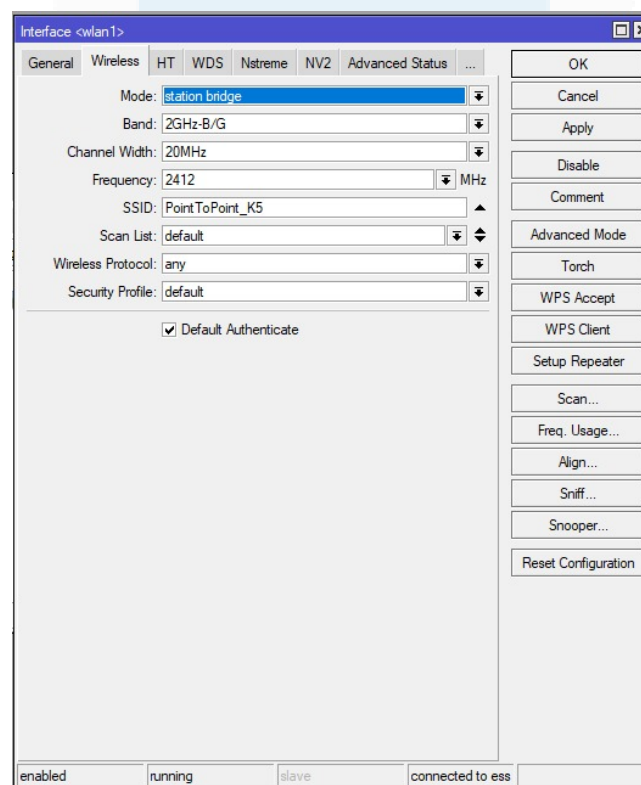 Interface <wlan1>
General Wireless HT WDS Nstreme NV2 Advanced Status ...
Mode: station bridge
Band: 2GHz-B/G
Channel Width: 20MHz
Frequency: 2412 MHz
SSID: PointToPoint_K5
Scan List: default
Wireless Protocol: any
Security Profile: default
Default Authenticate
OK
Cancel
Apply
Disable
Comment
Advanced Mode
Torch
WPS Accept
WPS Client
Setup Repeater
Scan...
Freq. Usage...
Align...
Sniff...
Snooper...
Reset Configuration
enabled running slave connected to ess